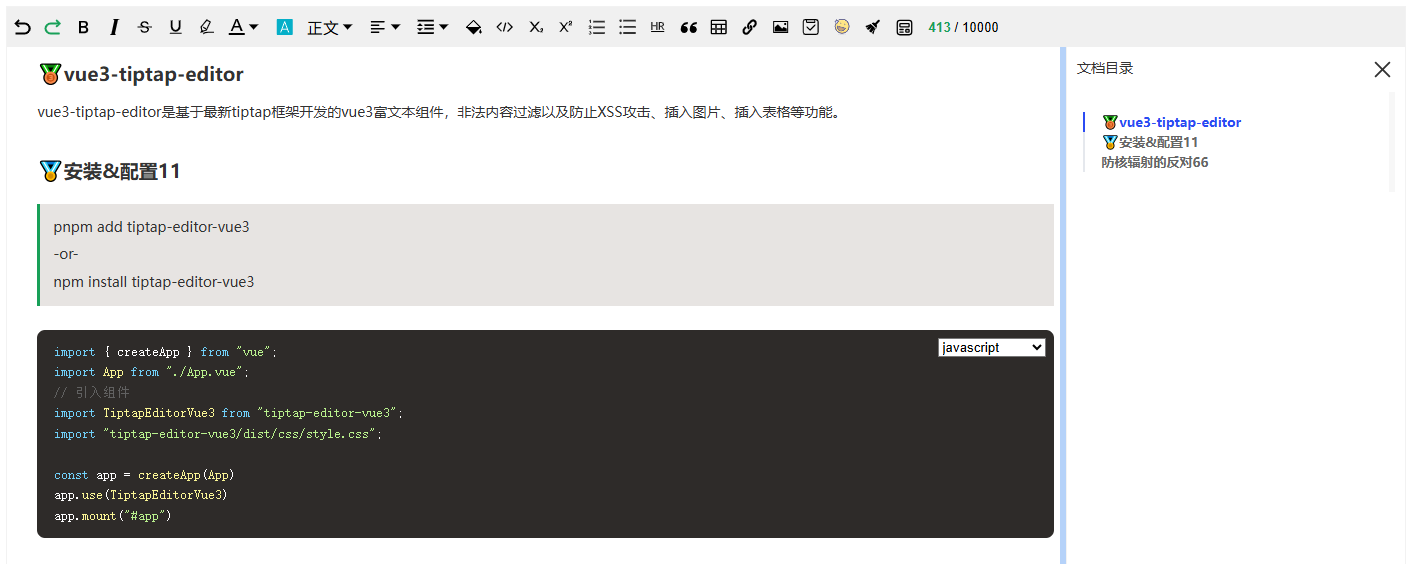 B I S U A A 正文 </> X₂ X² HR 413 / 10000
vue3-tiptap-editor
vue3-tiptap-editor是基于最新tiptap框架开发的vue3富文本组件，非法内容过滤以及防止XSS攻击、插入图片、插入表格等功能。
安装&配置11
pnpm add tiptap-editor-vue3
-or-
npm install tiptap-editor-vue3
javascript
import { createApp } from "vue";
import App from "./App.vue";
// 引入组件
import TiptapEditorVue3 from "tiptap-editor-vue3";
import "tiptap-editor-vue3/dist/css/style.css";
const app = createApp(App)
app.use(TiptapEditorVue3)
app.mount("#app")
文档目录
vue3-tiptap-editor
安装&配置11
防核辐射的反对66